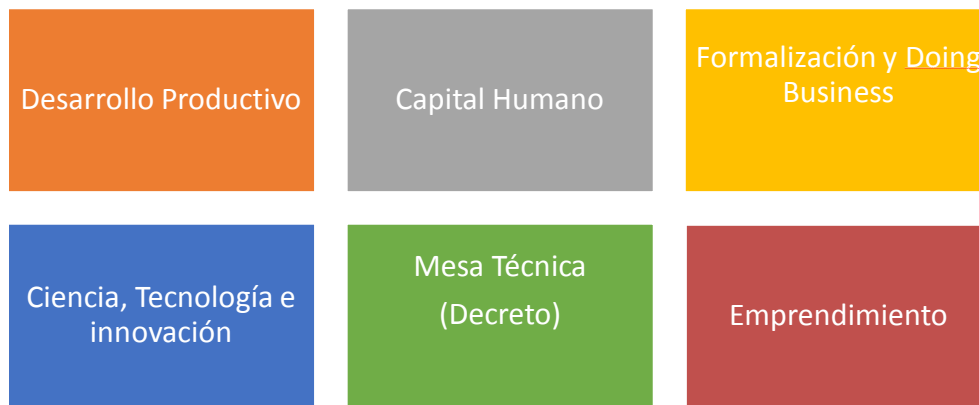 Desarrollo Productivo
Capital Humano
Formalización y Doing
Business
Ciencia, Tecnología e
innovación
Mesa Técnica
(Decreto)
Emprendimiento